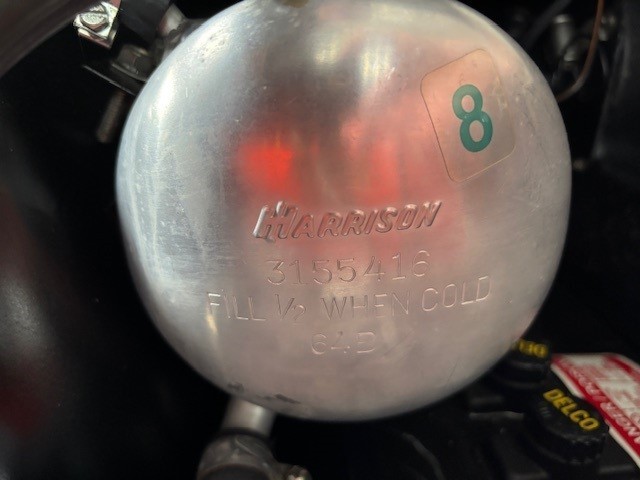 8
HARRISON
3155416
FILL 1/2 WHEN COLD
64D
DELCO